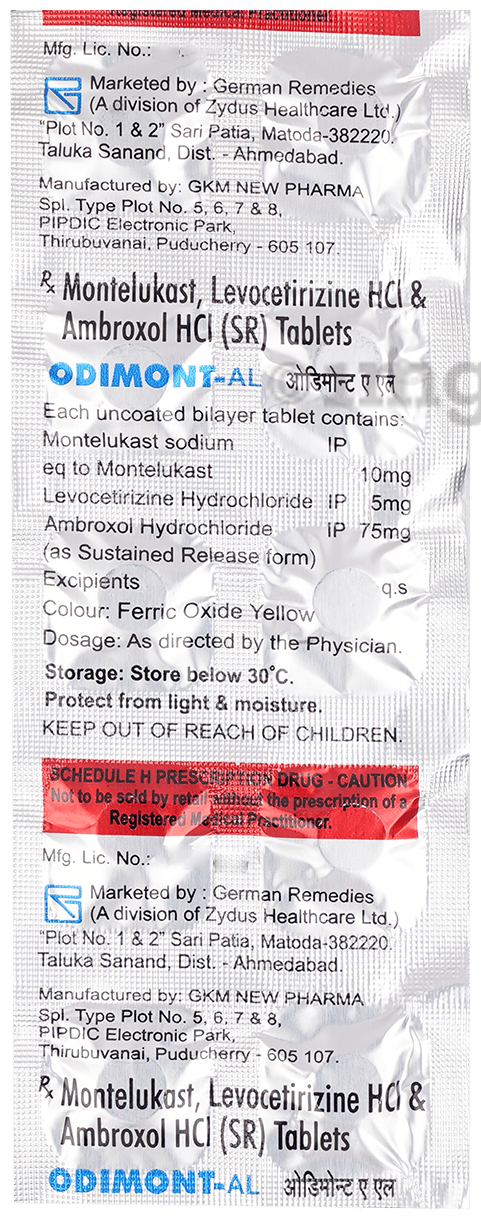 Registered Medical Practitioner.
Mfg. Lic. No.:
Marketed by : German Remedies
(A division of Zydus Healthcare Ltd.)
"Plot No. 1 & 2" Sari Patia, Matoda-382220.
Taluka Sanand, Dist. - Ahmedabad.
Manufactured by: GKM NEW PHARMA
Spl. Type Plot No. 5, 6, 7 & 8,
PIPDIC Electronic Park,
Thirubuvanai, Puducherry - 605 107.
℞ Montelukast, Levocetirizine HCl &
Ambroxol HCl (SR) Tablets
ODIMONT-AL ओडिमोन्ट ए एल
Each uncoated bilayer tablet contains:
Montelukast sodium IP
eq to Montelukast 10mg
Levocetirizine Hydrochloride IP 5mg
Ambroxol Hydrochloride IP 75mg
(as Sustained Release form)
Excipients q.s
Colour: Ferric Oxide Yellow
Dosage: As directed by the Physician.
Storage: Store below 30°C.
Protect from light & moisture.
KEEP OUT OF REACH OF CHILDREN.
SCHEDULE H PRESCRIPTION DRUG - CAUTION
Not to be sold by retail without the prescription of a
Registered Medical Practitioner.
Mfg. Lic. No.:
Marketed by : German Remedies
(A division of Zydus Healthcare Ltd.)
"Plot No. 1 & 2" Sari Patia, Matoda-382220.
Taluka Sanand, Dist. - Ahmedabad.
Manufactured by: GKM NEW PHARMA
Spl. Type Plot No. 5, 6, 7 & 8,
PIPDIC Electronic Park,
Thirubuvanai, Puducherry - 605 107.
℞ Montelukast, Levocetirizine HCl &
Ambroxol HCl (SR) Tablets
ODIMONT-AL ओडिमोन्ट ए एल